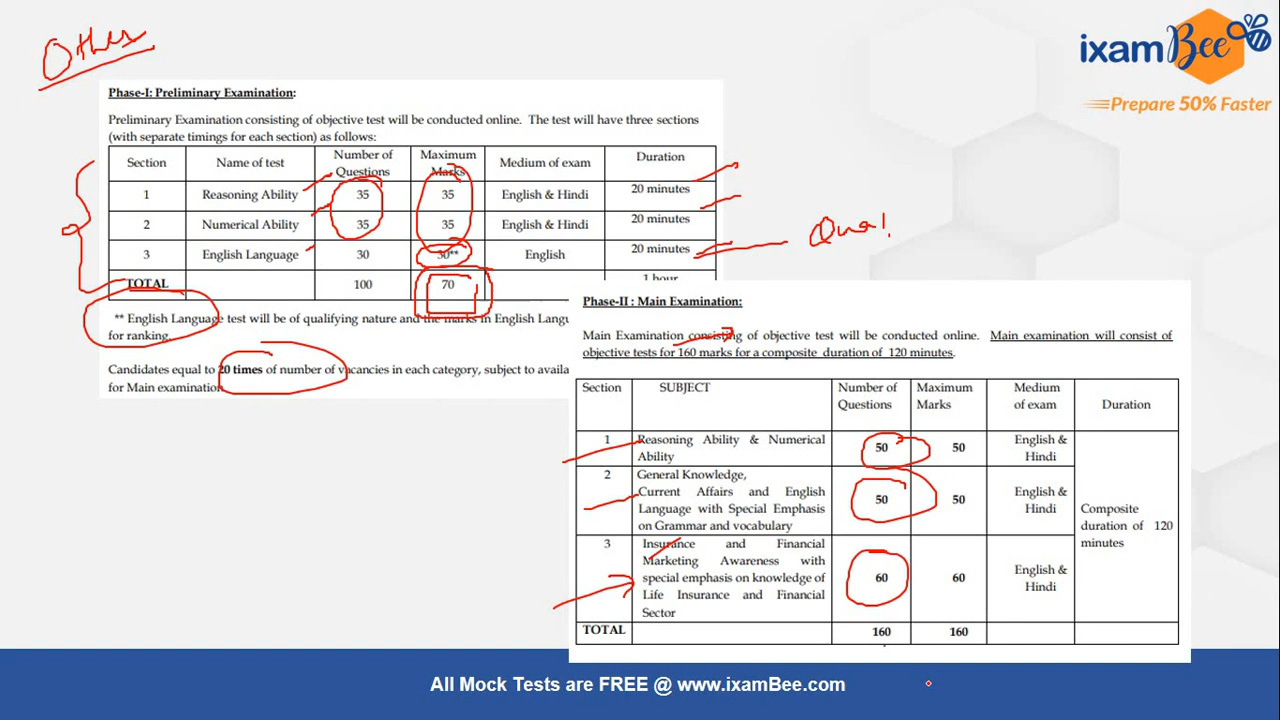 Other
ixamBee
Prepare 50% Faster
Phase-I: Preliminary Examination:
Preliminary Examination consisting of objective test will be conducted online. The test will have three sections
(with separate timings for each section) as follows:
Section Name of test Number of Questions Maximum Marks Medium of exam Duration
1 Reasoning Ability 35 35 English & Hindi 20 minutes
2 Numerical Ability 35 35 English & Hindi 20 minutes
3 English Language 30 30** English 20 minutes
Qual
TOTAL 100 70 1 hour
** English Language test will be of qualifying nature and the marks in English
for ranking.
Candidates equal to 20 times of number of vacancies in each category, subject to
for Main examination
Phase-II : Main Examination:
Main Examination consisting of objective test will be conducted online. Main examination will consist of
objective tests for 160 marks for a composite duration of 120 minutes.
Section SUBJECT Number of Questions Maximum Marks Medium of exam Duration
1 Reasoning Ability & Numerical Ability 50 50 English & Hindi
2 General Knowledge,
Current Affairs and English
Language with Special Emphasis
on Grammar and vocabulary 50 50 English & Hindi
Composite duration of 120 minutes
3 Insurance and Financial
Marketing Awareness with
special emphasis on knowledge of
Life Insurance and Financial
Sector 60 60 English & Hindi
TOTAL 160 160
All Mock Tests are FREE @ www.ixamBee.com